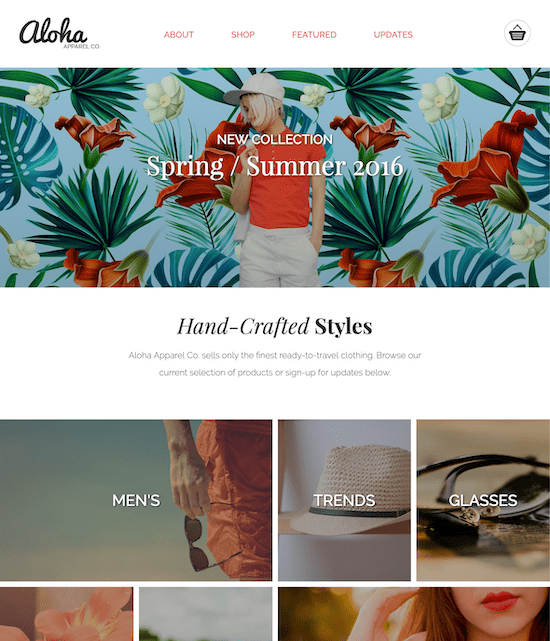 Aloha
APPAREL CO.
ABOUT SHOP FEATURED UPDATES
NEW COLLECTION
Spring / Summer 2016
Hand-Crafted Styles
Aloha Apparel Co. sells only the finest ready-to-travel clothing. Browse our
current selection of products or sign-up for updates below.
MEN'S
TRENDS
GLASSES